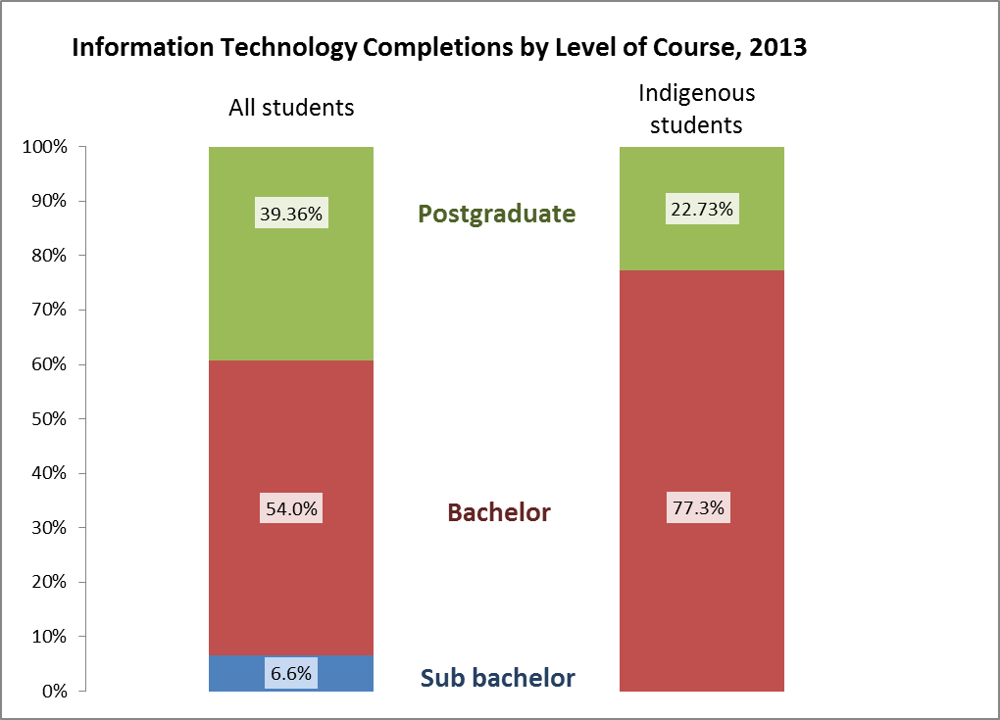 Information Technology Completions by Level of Course, 2013
All students
Indigenous
students
100%
90%
80%
70%
60%
50%
40%
30%
20%
10%
0%
39.36%
54.0%
6.6%
Postgraduate
Bachelor
Sub bachelor
22.73%
77.3%